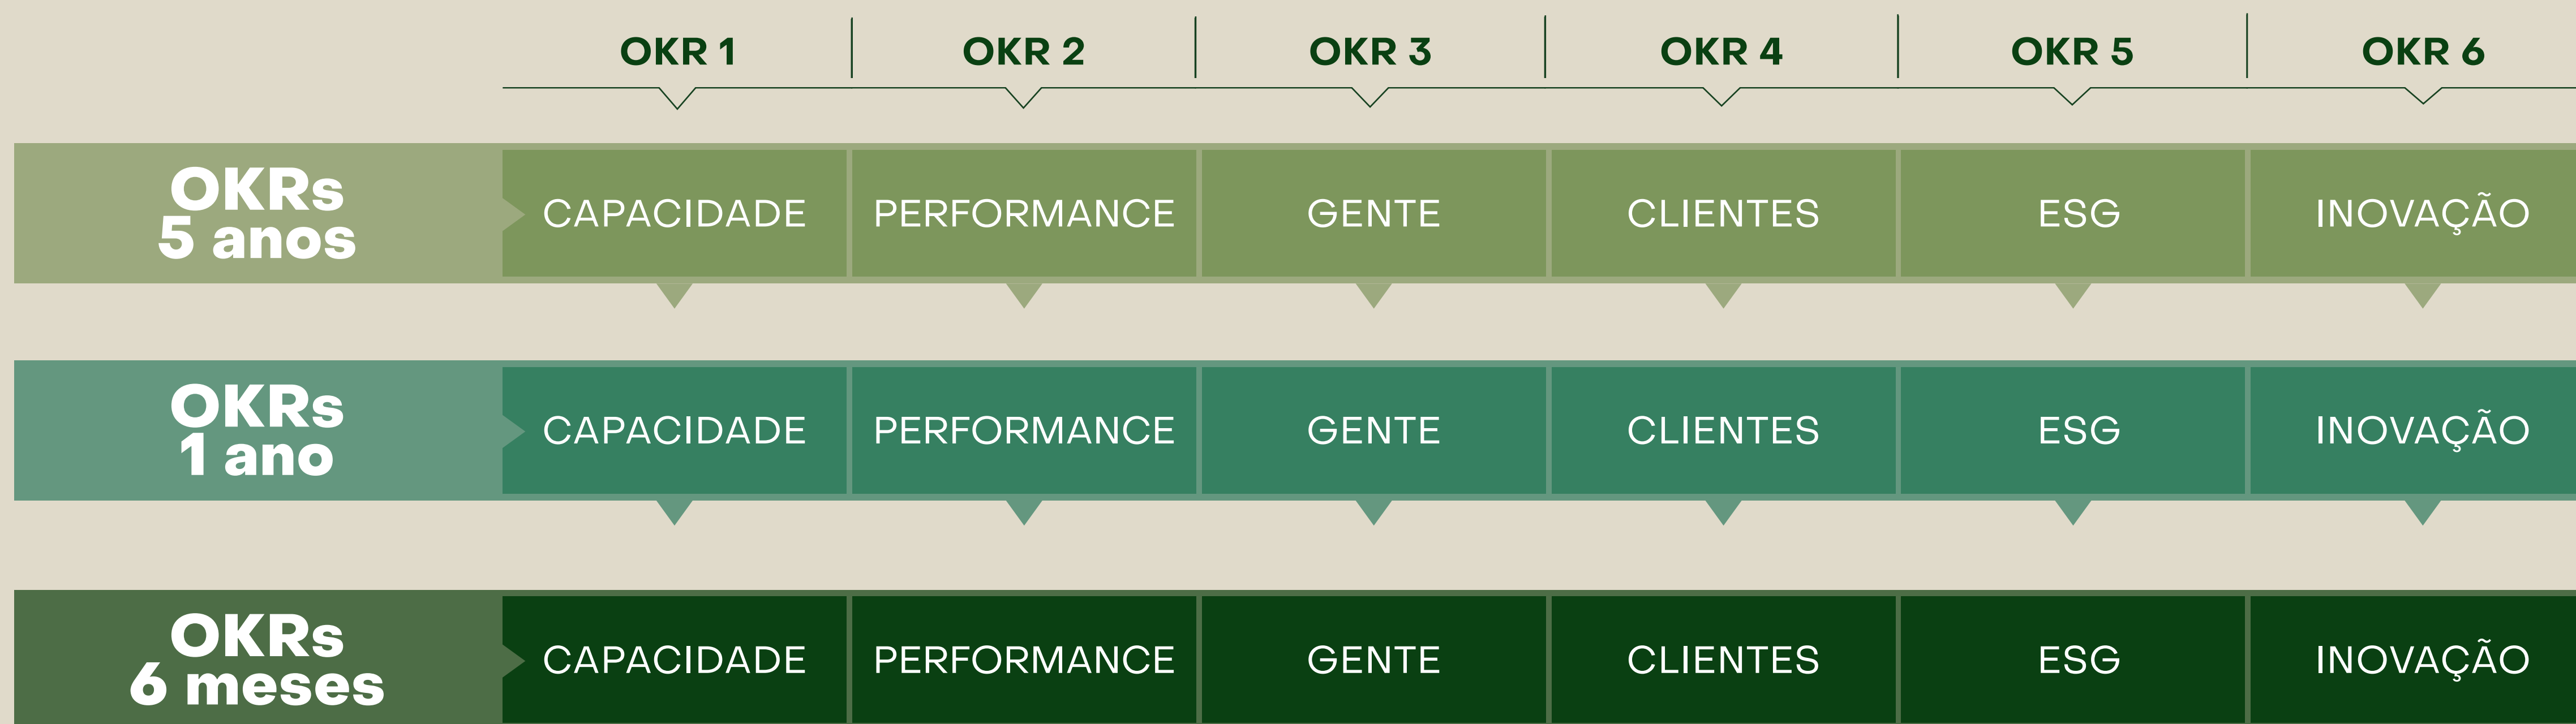 OKR 1 OKR 2 OKR 3 OKR 4 OKR 5 OKR 6
OKRs
5 anos
CAPACIDADE PERFORMANCE GENTE CLIENTES ESG INOVAÇÃO
OKRs
1 ano
CAPACIDADE PERFORMANCE GENTE CLIENTES ESG INOVAÇÃO
OKRs
6 meses
CAPACIDADE PERFORMANCE GENTE CLIENTES ESG INOVAÇÃO